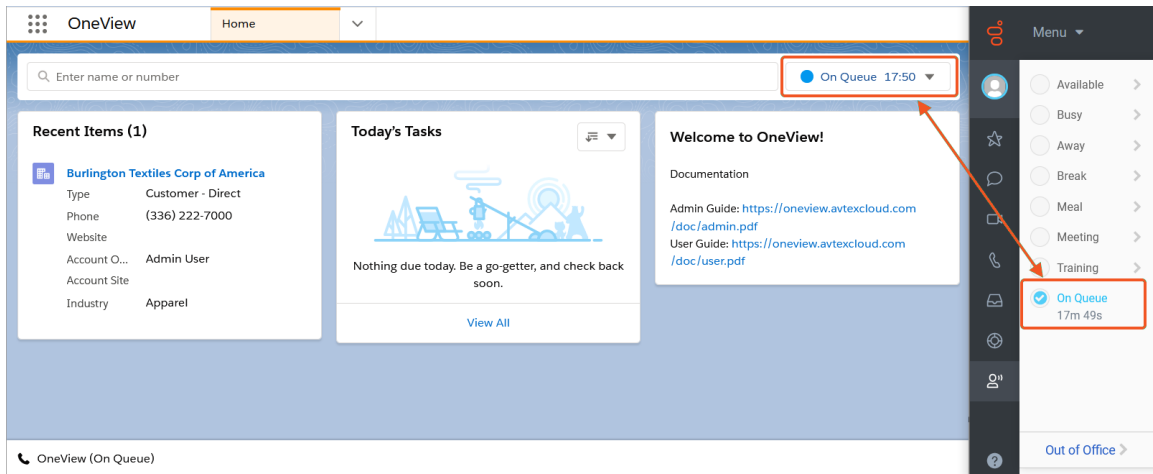 OneView
Home
Menu
Enter name or number
On Queue 17:50
Recent Items (1)
Burlington Textiles Corp of America
Type Customer - Direct
Phone (336) 222-7000
Website
Account O... Admin User
Account Site
Industry Apparel
Today's Tasks
Nothing due today. Be a go-getter, and check back
soon.
View All
Welcome to OneView!
Documentation
Admin Guide: https://oneview.avtexcloud.com
/doc/admin.pdf
User Guide: https://oneview.avtexcloud.com
/doc/user.pdf
Available
Busy
Away
Break
Meal
Meeting
Training
On Queue
17m 49s
Out of Office
OneView (On Queue)